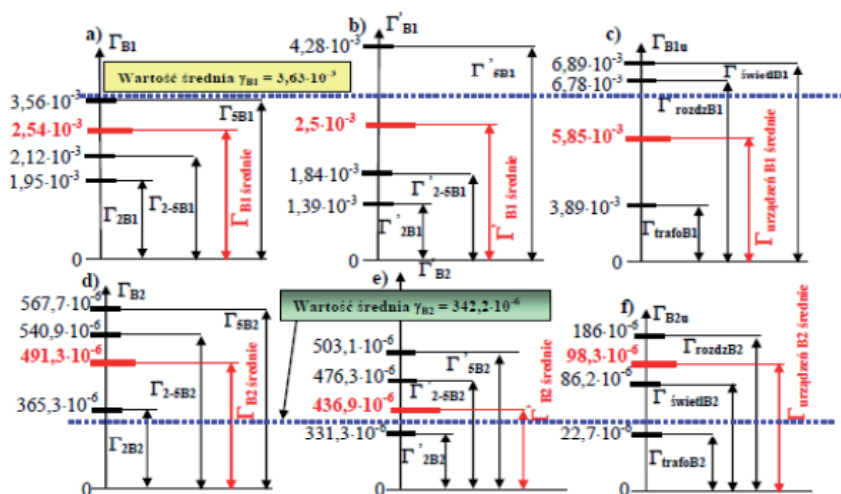 a) Γ_B1
Wartość średnia γ_B1 = 3,63·10⁻³
3,56·10⁻³
2,54·10⁻³
2,12·10⁻³
1,95·10⁻³
0
Γ_2B1
Γ_2-5B1
Γ_B1 średnie
Γ_5B1
b) Γ'_B1
4,28·10⁻³
2,5·10⁻³
1,84·10⁻³
1,39·10⁻³
0
Γ'_2B1
Γ'_2-5B1
Γ'_B1 średnie
Γ'_5B1
c) Γ_B1u
6,89·10⁻³
6.78·10⁻³
5,85·10⁻³
3,89·10⁻³
0
Γ_trafoB1
Γ_rozdzB1
Γ_świetlB1
Γ_urządzeń B1 średnie
d) Γ_B2
567,7·10⁻⁶
540,9·10⁻⁶
491,3·10⁻⁶
365,3·10⁻⁶
0
Γ_2B2
Γ_2-5B2
Γ_B2 średnie
Γ_5B2
e) Γ'_B2
Wartość średnia γ_B2 = 342,2·10⁻⁶
503,1·10⁻⁶
476,3·10⁻⁶
436,9·10⁻⁶
331,3·10⁻⁶
0
Γ'_2B2
Γ'_2-5B2
Γ'_5B2
Γ'_B2 średnie
f) Γ_B2u
186·10⁻⁶
98,3·10⁻⁶
86,2·10⁻⁶
22,7·10⁻⁶
0
Γ_trafoB2
Γ_świetlB2
Γ_rozdzB2
Γ_urządzeń B2 średnie